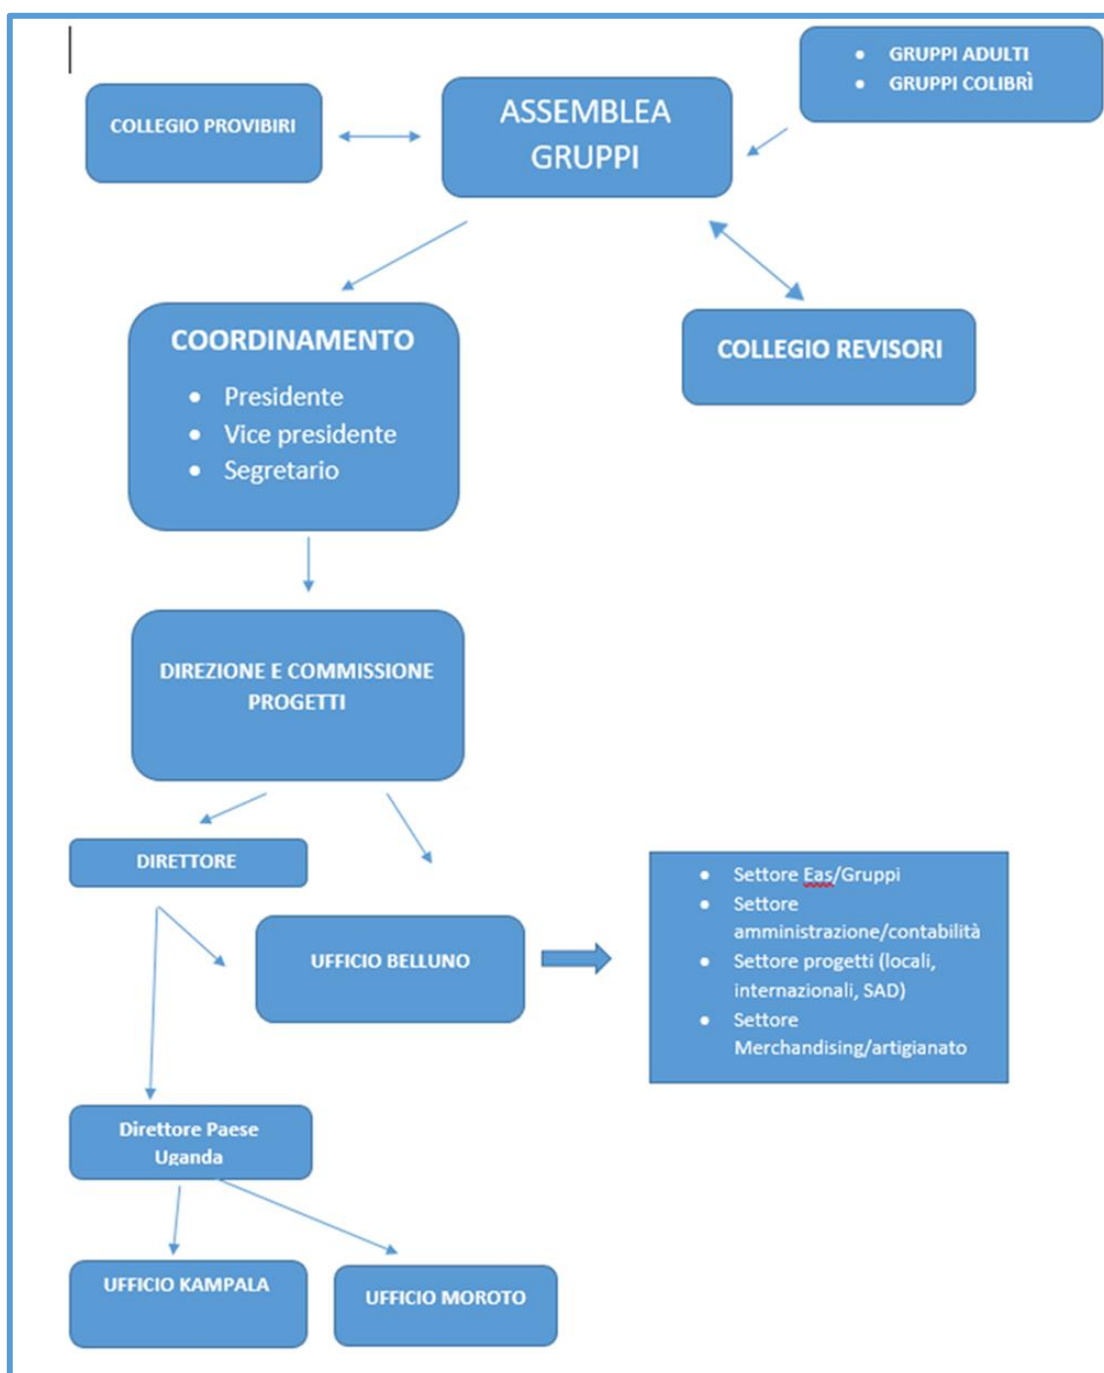 GRUPPI ADULTI
GRUPPI COLIBRÌ
COLLEGIO PROVIBIRI
ASSEMBLEA
GRUPPI
COORDINAMENTO
Presidente
Vice presidente
Segretario
COLLEGIO REVISORI
DIREZIONE E COMMISSIONE
PROGETTI
DIRETTORE
UFFICIO BELLUNO
Settore Eas/Gruppi
Settore
amministrazione/contabilità
Settore progetti (locali,
internazionali, SAD)
Settore
Merchandising/artigianato
Direttore Paese
Uganda
UFFICIO KAMPALA
UFFICIO MOROTO